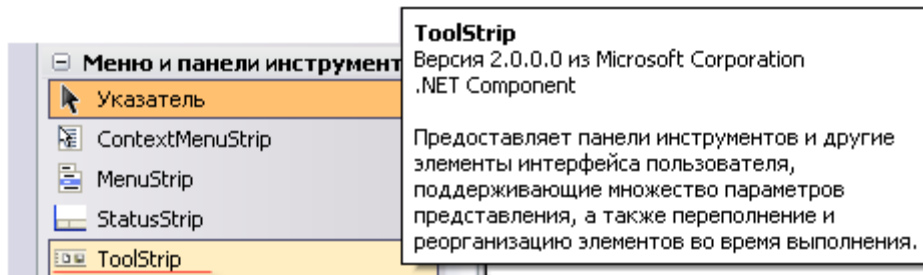 Меню и панели инструмент
Указатель
ContextMenuStrip
MenuStrip
StatusStrip
ToolStrip
ToolStrip
Версия 2.0.0.0 из Microsoft Corporation
.NET Component
Предоставляет панели инструментов и другие
элементы интерфейса пользователя,
поддерживающие множество параметров
представления, а также переполнение и
реорганизацию элементов во время выполнения.